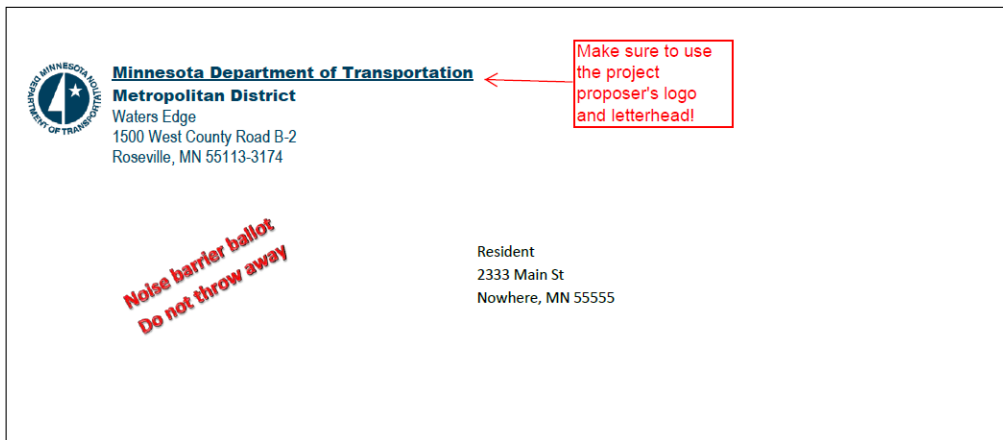 MINNESOTA DEPARTMENT OF TRANSPORTATION
Minnesota Department of Transportation
Metropolitan District
Waters Edge
1500 West County Road B-2
Roseville, MN 55113-3174
Make sure to use
the project
proposer's logo
and letterhead!
Noise barrier ballot
Do not throw away
Resident
2333 Main St
Nowhere, MN 55555